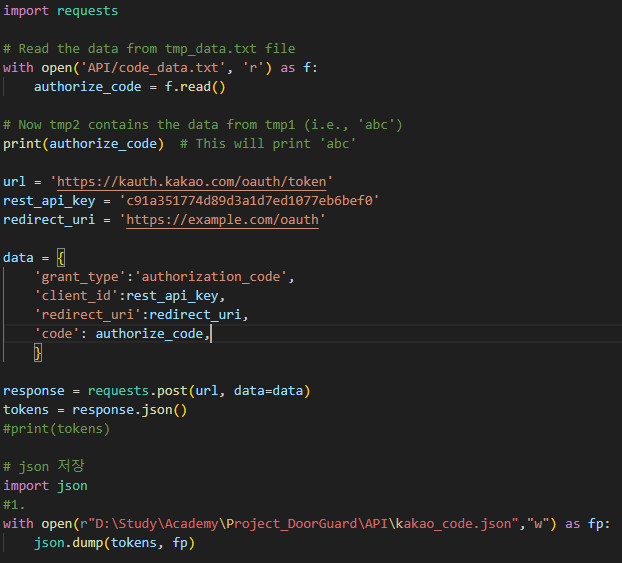 import requests
# Read the data from tmp_data.txt file
with open('API/code_data.txt', 'r') as f:
    authorize_code = f.read()
# Now tmp2 contains the data from tmp1 (i.e., 'abc')
print(authorize_code)  # This will print 'abc'
url = 'https://kauth.kakao.com/oauth/token'
rest_api_key = 'c91a351774d89d3a1d7ed1077eb6bef0'
redirect_uri = 'https://example.com/oauth'
data = {
    'grant_type':'authorization_code',
    'client_id':rest_api_key,
    'redirect_uri':redirect_uri,
    'code': authorize_code,
    }
response = requests.post(url, data=data)
tokens = response.json()
#print(tokens)
# json 저장
import json
#1.
with open(r"D:\Study\Academy\Project_DoorGuard\API\kakao_code.json","w") as fp:
    json.dump(tokens, fp)